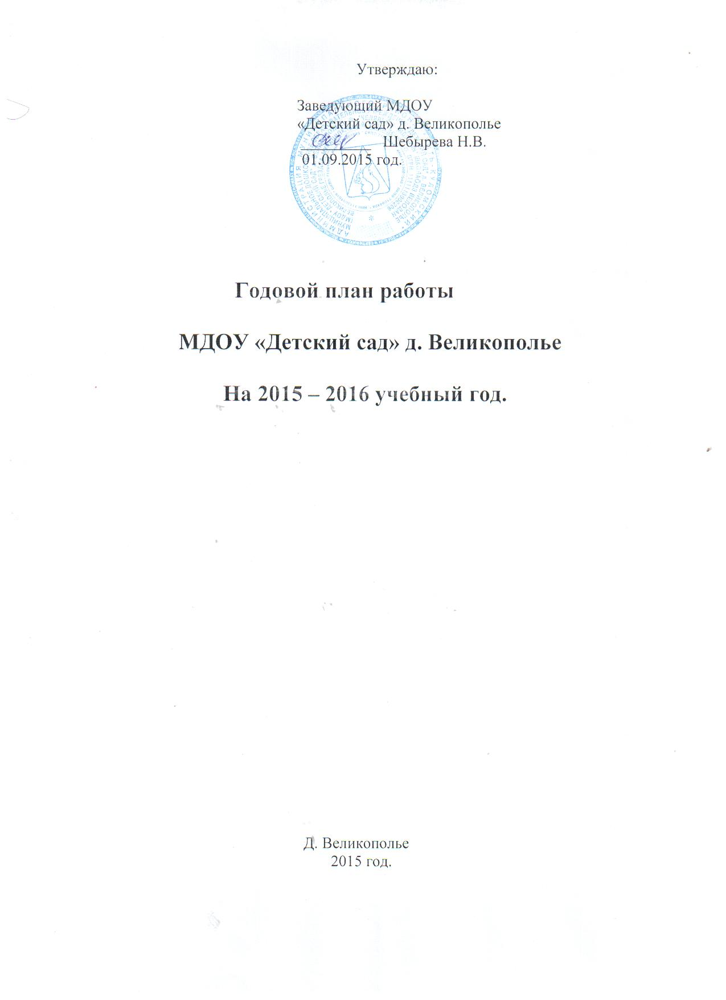 Утверждаю:
Заведующий МДОУ
«Детский сад» д. Великополье
Шебырева Н.В.
01.09.2015 год.
Годовой план работы
МДОУ «Детский сад» д. Великополье
На 2015 – 2016 учебный год.
Д. Великополье
2015 год.